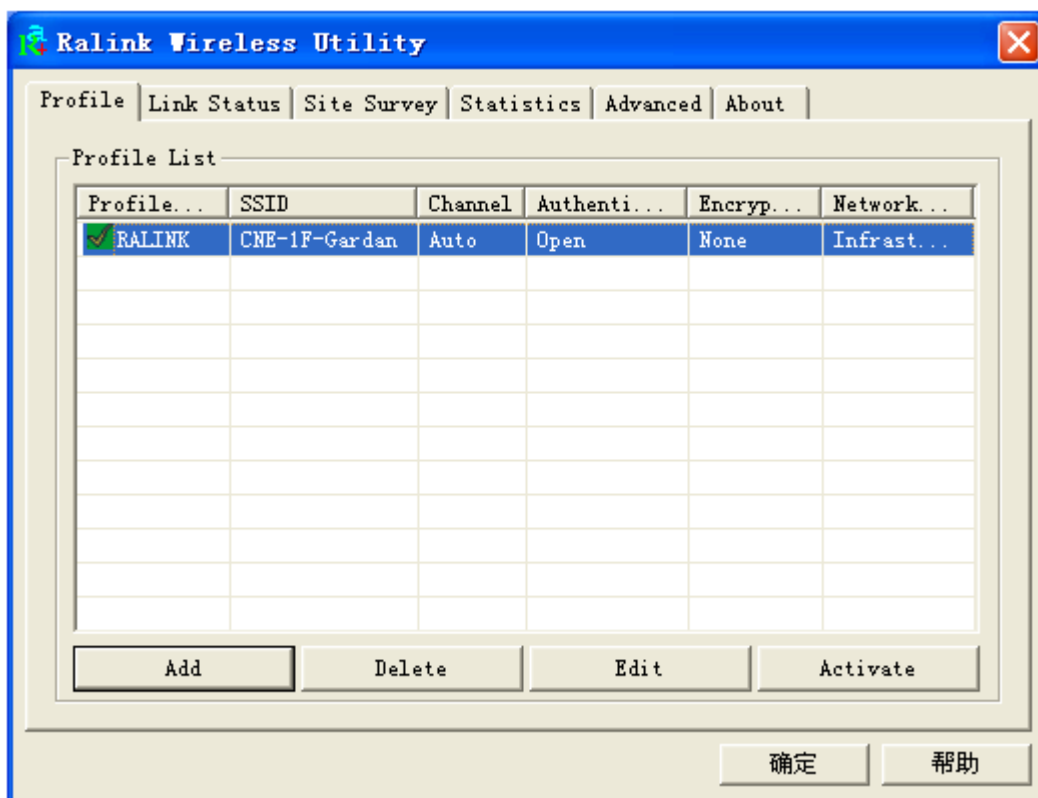 Ralink Wireless Utility
Profile Link Status Site Survey Statistics Advanced About
Profile List
Profile... SSID Channel Authenti... Encryp... Network...
RALINK CNE-1F-Gardan Auto Open None Infrast...
Add Delete Edit Activate
确定 帮助